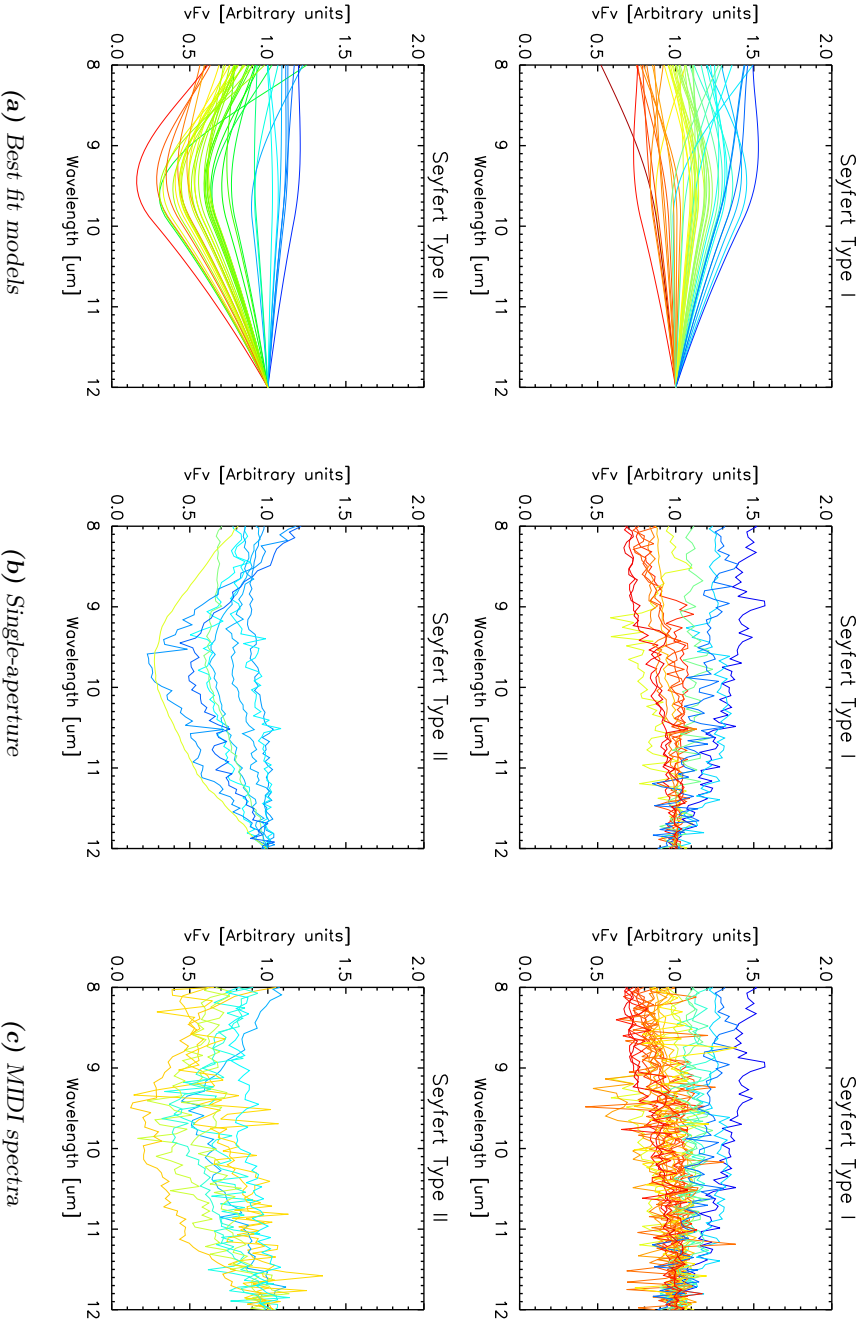 Seyfert Type I
2.0
1.5
1.0
0.5
0.0
vFv [Arbitrary units]
8 9 10 11 12
Wavelength [um]
Seyfert Type I
2.0
1.5
1.0
0.5
0.0
vFv [Arbitrary units]
8 9 10 11 12
Wavelength [um]
Seyfert Type I
2.0
1.5
1.0
0.5
0.0
vFv [Arbitrary units]
8 9 10 11 12
Wavelength [um]
Seyfert Type II
2.0
1.5
1.0
0.5
0.0
vFv [Arbitrary units]
8 9 10 11 12
Wavelength [um]
(a) Best fit models
Seyfert Type II
2.0
1.5
1.0
0.5
0.0
vFv [Arbitrary units]
8 9 10 11 12
Wavelength [um]
(b) Single-aperture
Seyfert Type II
2.0
1.5
1.0
0.5
0.0
vFv [Arbitrary units]
8 9 10 11 12
Wavelength [um]
(c) MIDI spectra